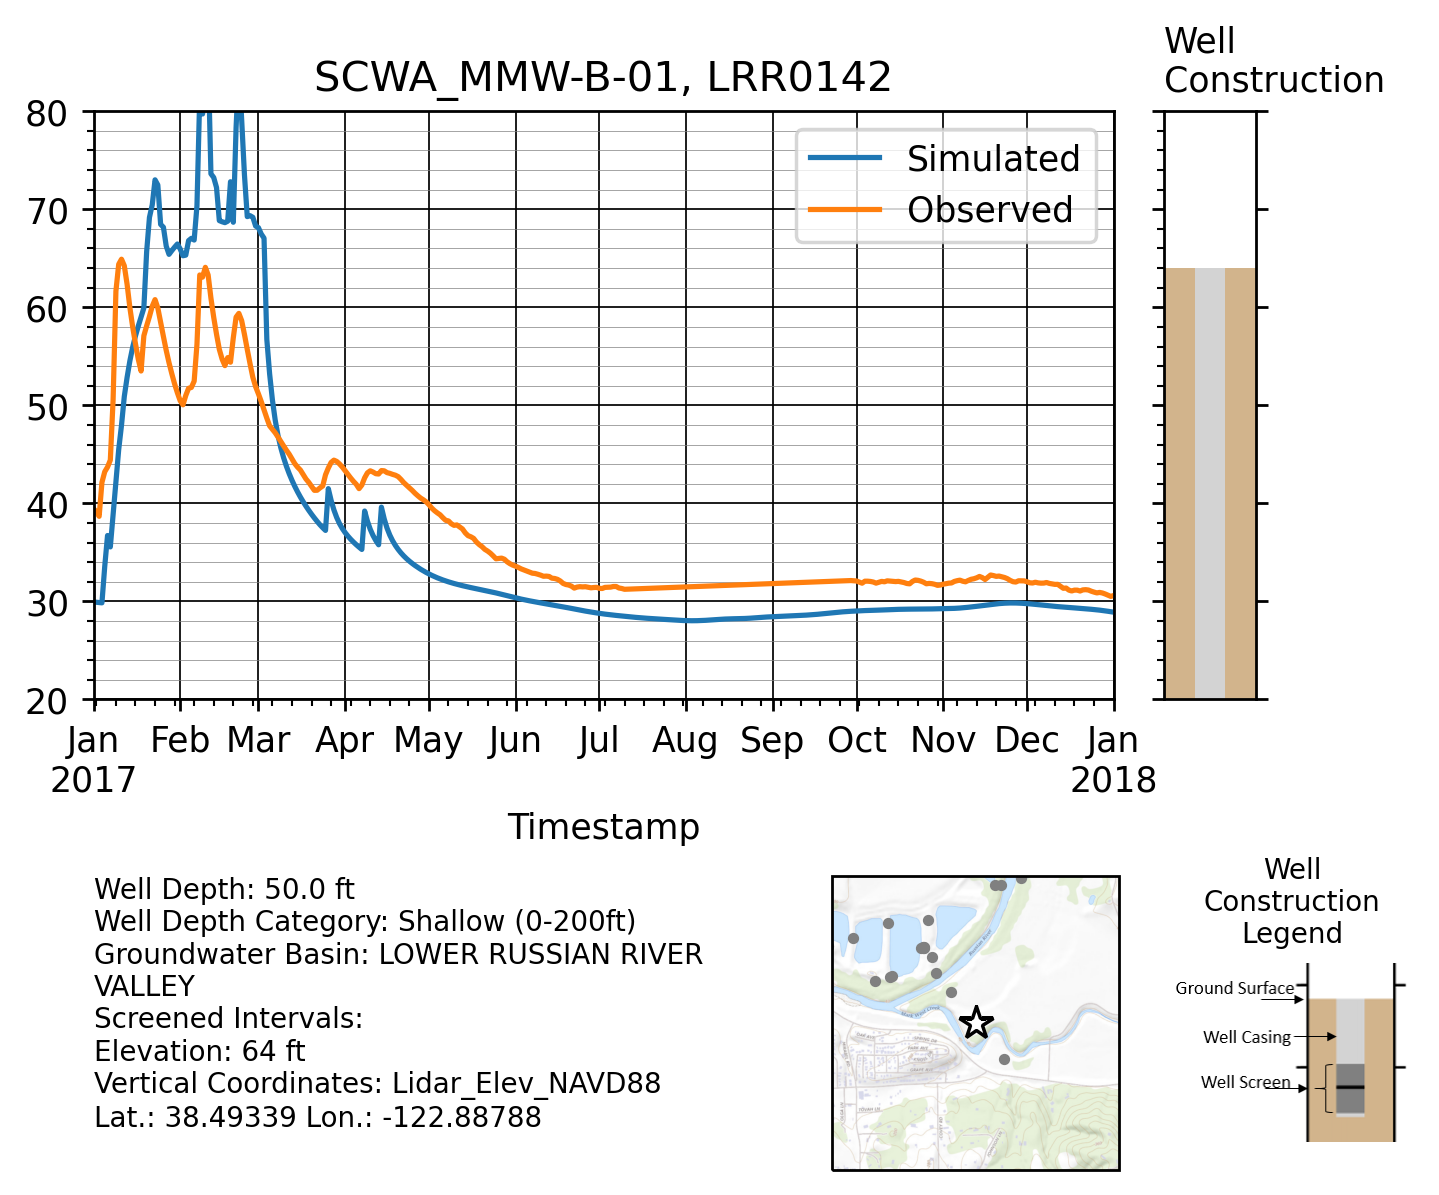 Well
Construction
SCWA_MMW-B-01, LRR0142
80
70
60
50
40
30
20
Simulated
Observed
Jan Feb Mar Apr May Jun Jul Aug Sep Oct Nov Dec Jan
2017 2018
Timestamp
Well Depth: 50.0 ft
Well Depth Category: Shallow (0-200ft)
Groundwater Basin: LOWER RUSSIAN RIVER
VALLEY
Screened Intervals:
Elevation: 64 ft
Vertical Coordinates: Lidar_Elev_NAVD88
Lat.: 38.49339 Lon.: -122.88788
Well
Construction
Legend
Ground Surface
Well Casing
Well Screen